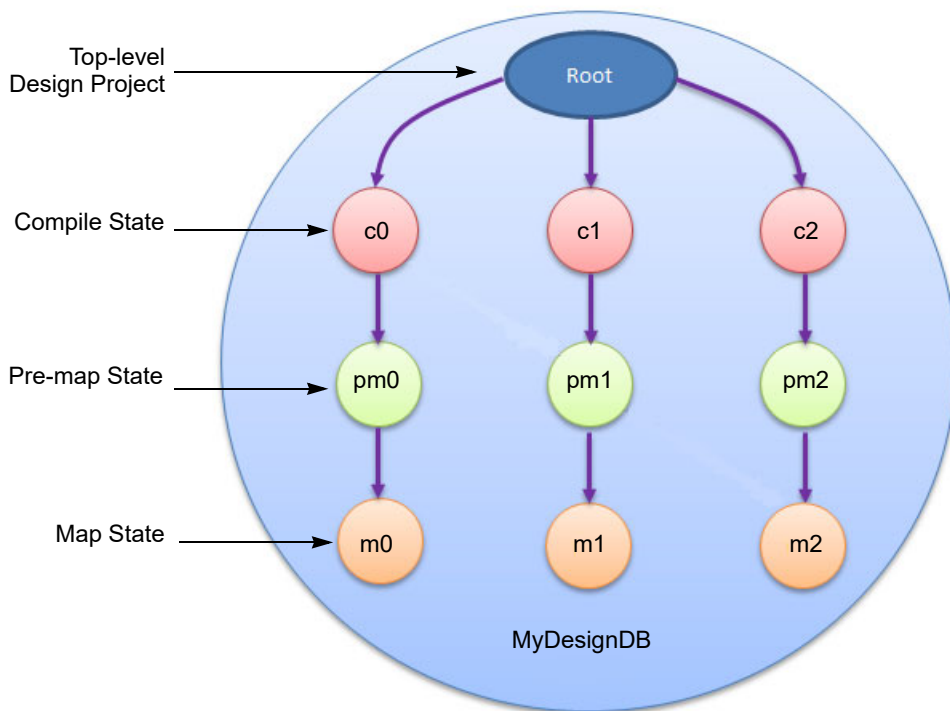 Top-level
Design Project
Root
Compile State
c0
c1
c2
Pre-map State
pm0
pm1
pm2
Map State
m0
m1
m2
MyDesignDB